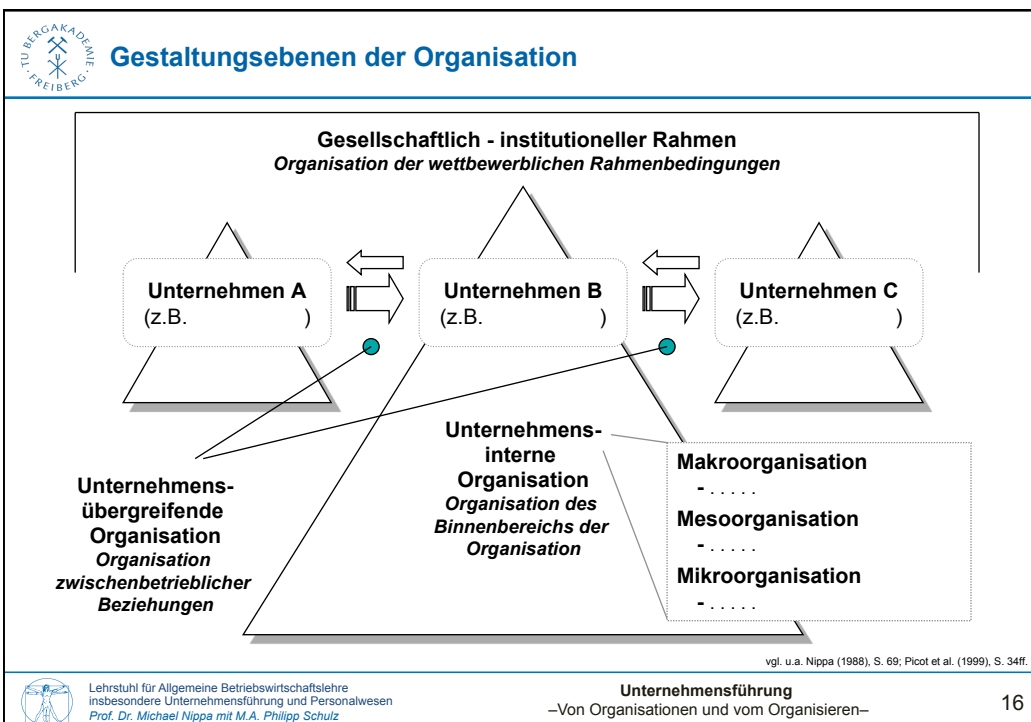 TU BERGAKADEMIE
·FREIBERG·
Gestaltungsebenen der Organisation
Gesellschaftlich - institutioneller Rahmen
Organisation der wettbewerblichen Rahmenbedingungen
Unternehmen A
(z.B. )
Unternehmen B
(z.B. )
Unternehmen C
(z.B. )
Unternehmens-
übergreifende
Organisation
Organisation
zwischenbetrieblicher
Beziehungen
Unternehmens-
interne
Organisation
Organisation des
Binnenbereichs der
Organisation
Makroorganisation
- . . . . .
Mesoorganisation
- . . . . .
Mikroorganisation
- . . . . .
vgl. u.a. Nippa (1988), S. 69; Picot et al. (1999), S. 34ff.
Lehrstuhl für Allgemeine Betriebswirtschaftslehre
insbesondere Unternehmensführung und Personalwesen
Prof. Dr. Michael Nippa mit M.A. Philipp Schulz
Unternehmensführung
–Von Organisationen und vom Organisieren–
16